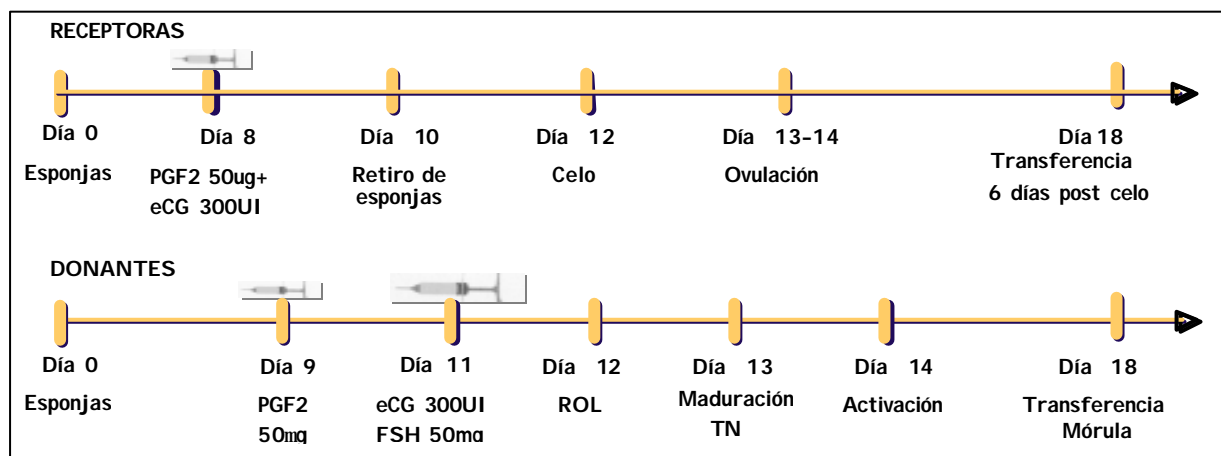 RECEPTORAS
Día 0
Esponjas
Día 8
PGF2 50ug+
eCG 300UI
Día 10
Retiro de
esponjas
Día 12
Celo
Día 13-14
Ovulación
Día 18
Transferencia
6 días post celo
DONANTES
Día 0
Esponjas
Día 9
PGF2
50mg
Día 11
eCG 300UI
FSH 50mg
Día 12
ROL
Día 13
Maduración
TN
Día 14
Activación
Día 18
Transferencia
Mórula